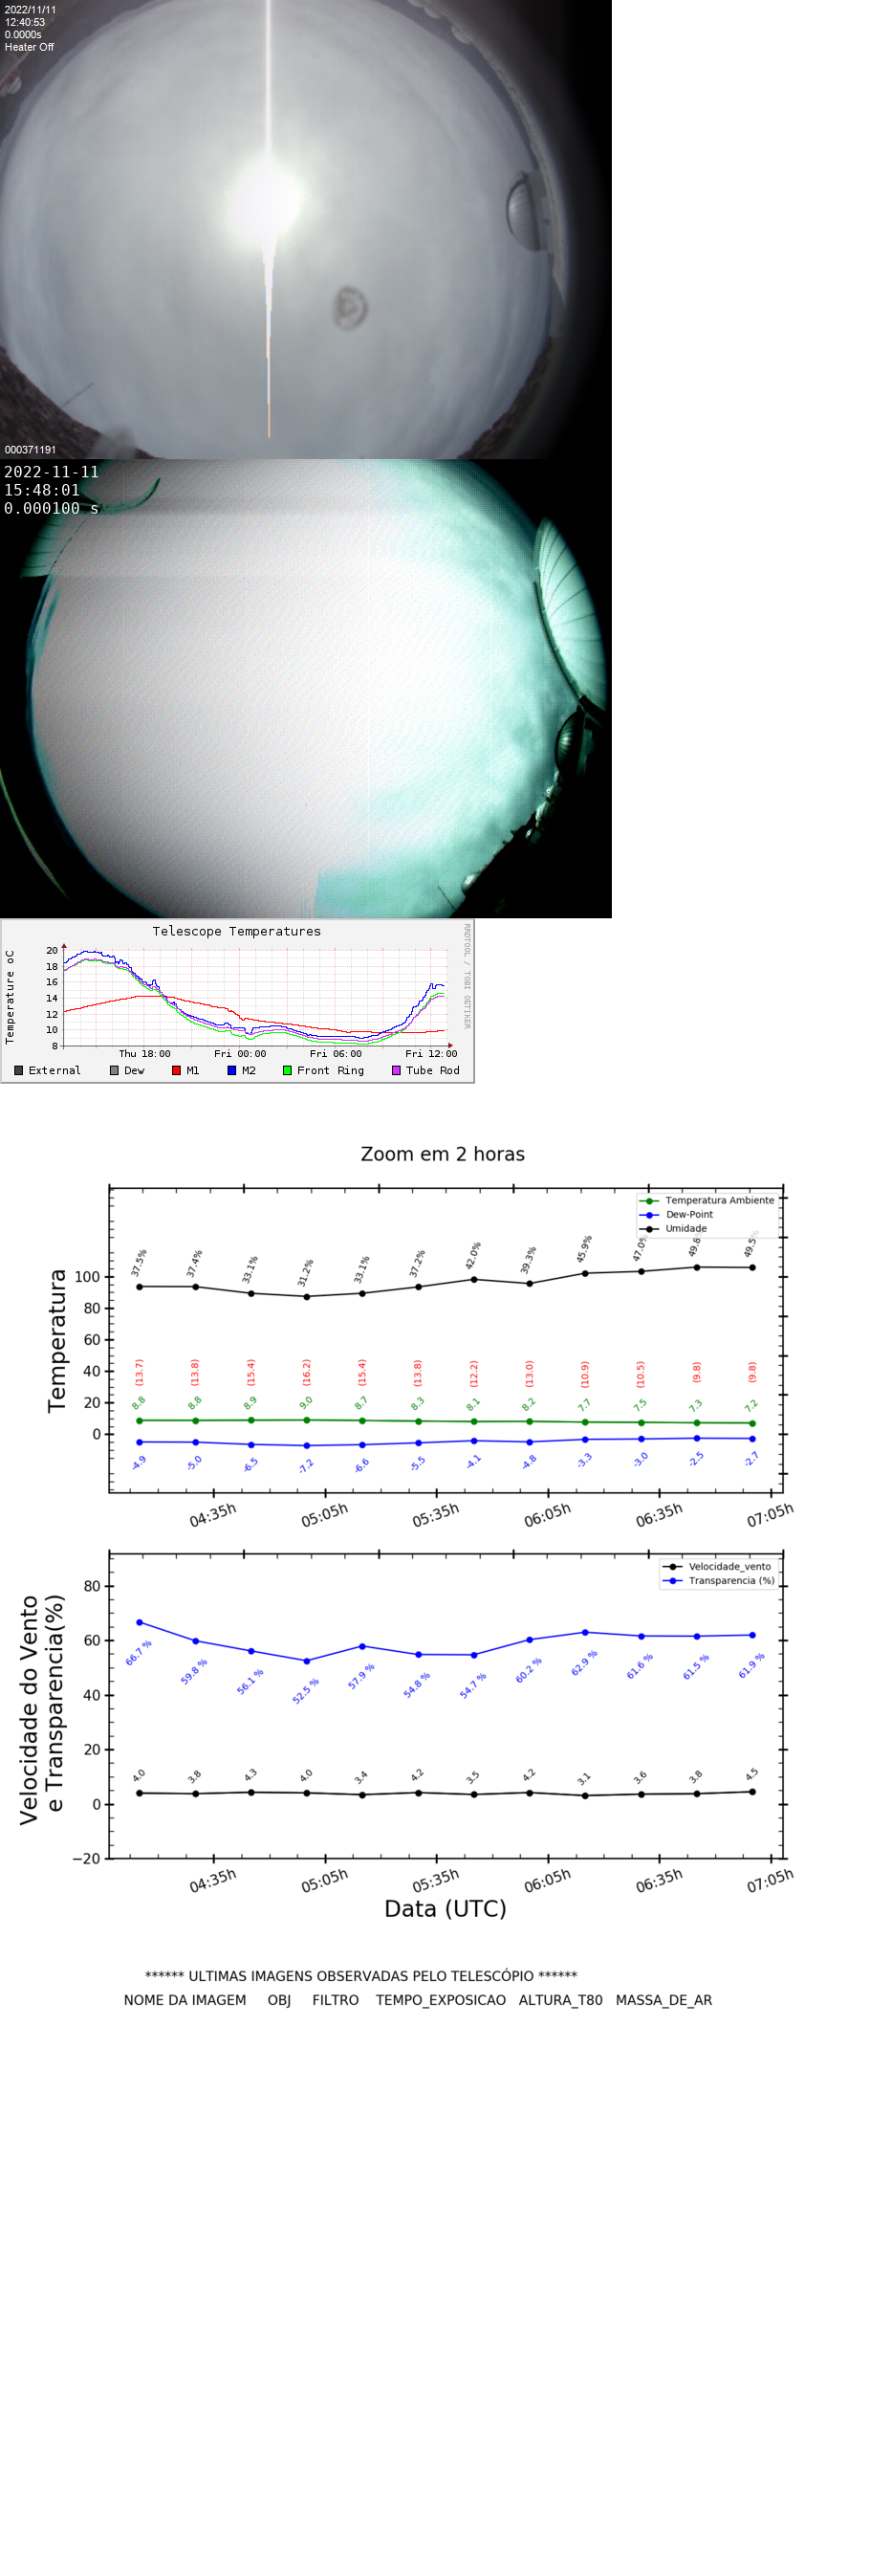 2022/11/11
12:40:53
0.0000s
Heater Off
000371191
2022-11-11
15:48:01
0.000100 s
Telescope Temperatures
RRDTOOL / TOBI OETIKER
Temperature oC
20
18
16
14
12
10
8
Thu 18:00 Fri 00:00 Fri 06:00 Fri 12:00
External Dew M1 M2 Front Ring Tube Rod
Zoom em 2 horas
Temperatura Ambiente
Dew-Point
Umidade
Temperatura
100
80
60
40
20
0
37.5% 37.4% 33.1% 31.2% 33.1% 37.2% 42.0% 39.3% 45.9% 47.0% 49.8% 49.5%
(13.7) (13.8) (15.4) (16.2) (15.4) (13.8) (12.2) (13.0) (10.9) (10.5) (9.8) (9.8)
8.8 8.8 8.9 9.0 8.7 8.3 8.1 8.2 7.7 7.5 7.3 7.2
-4.9 -5.0 -6.5 -7.2 -6.6 -5.5 -4.1 -4.8 -3.3 -3.0 -2.5 -2.7
04:35h 05:05h 05:35h 06:05h 06:35h 07:05h
Velocidade_vento
Transparencia (%)
Velocidade do Vento
e Transparencia(%)
80
60
40
20
0
−20
66.7 % 59.8 % 56.1 % 52.5 % 57.9 % 54.8 % 54.7 % 60.2 % 62.9 % 61.6 % 61.5 % 61.9 %
4.0 3.8 4.3 4.0 3.4 4.2 3.5 4.2 3.1 3.6 3.8 4.5
04:35h 05:05h 05:35h 06:05h 06:35h 07:05h
Data (UTC)
****** ULTIMAS IMAGENS OBSERVADAS PELO TELESCÓPIO ******
NOME DA IMAGEM OBJ FILTRO TEMPO_EXPOSICAO ALTURA_T80 MASSA_DE_AR